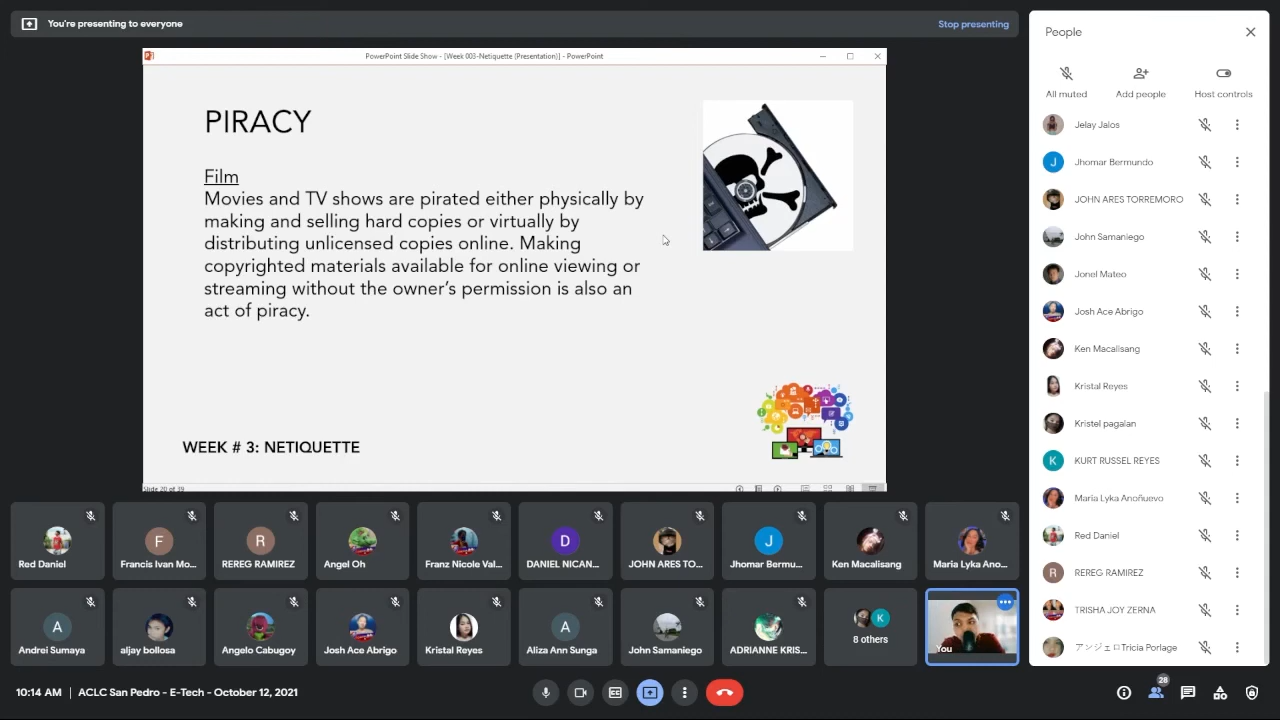 You're presenting to everyone
Stop presenting
PowerPoint Slide Show - [Week 003-Netiquette (Presentation)] - PowerPoint
PIRACY
Film
Movies and TV shows are pirated either physically by
making and selling hard copies or virtually by
distributing unlicensed copies online. Making
copyrighted materials available for online viewing or
streaming without the owner's permission is also an
act of piracy.
WEEK # 3: NETIQUETTE
Slide 20 of 39
Red Daniel
F
Francis Ivan Mo...
R
REREG RAMIREZ
Angel Oh
Franz Nicole Val...
D
DANIEL NICAN...
JOHN ARES TO...
J
Jhomar Bermu...
Ken Macalisang
Maria Lyka Ano...
A
Andrei Sumaya
aljay bollosa
Angelo Cabugoy
Josh Ace Abrigo
Kristal Reyes
A
Aliza Ann Sunga
John Samaniego
ADRIANNE KRIS...
K
8 others
You
10:14 AM | ACLC San Pedro - E-Tech - October 12, 2021
People
All muted
Add people
Host controls
Jelay Jalos
J
Jhomar Bermundo
JOHN ARES TORREMORO
John Samaniego
Jonel Mateo
Josh Ace Abrigo
Ken Macalisang
Kristal Reyes
Kristel pagalan
K
KURT RUSSEL REYES
Maria Lyka Anoñuevo
Red Daniel
R
REREG RAMIREZ
TRISHA JOY ZERNA
アンジェロTricia Porlage
28